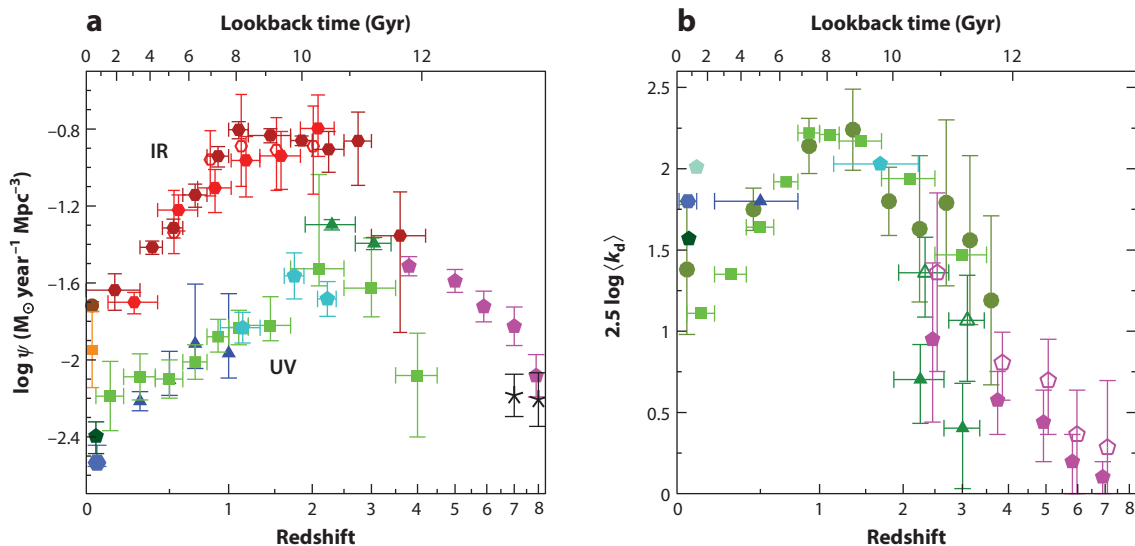 a
Lookback time (Gyr)
0 2 4 6 8 10 12
−0.8
−1.2
−1.6
−2
−2.4
log ψ (M⊙ year−1 Mpc−3)
IR
UV
0 1 2 3 4 5 6 7 8
Redshift
b
Lookback time (Gyr)
0 2 4 6 8 10 12
2.5
2
1.5
1
0.5
0
2.5 log ⟨kd⟩
0 1 2 3 4 5 6 7 8
Redshift